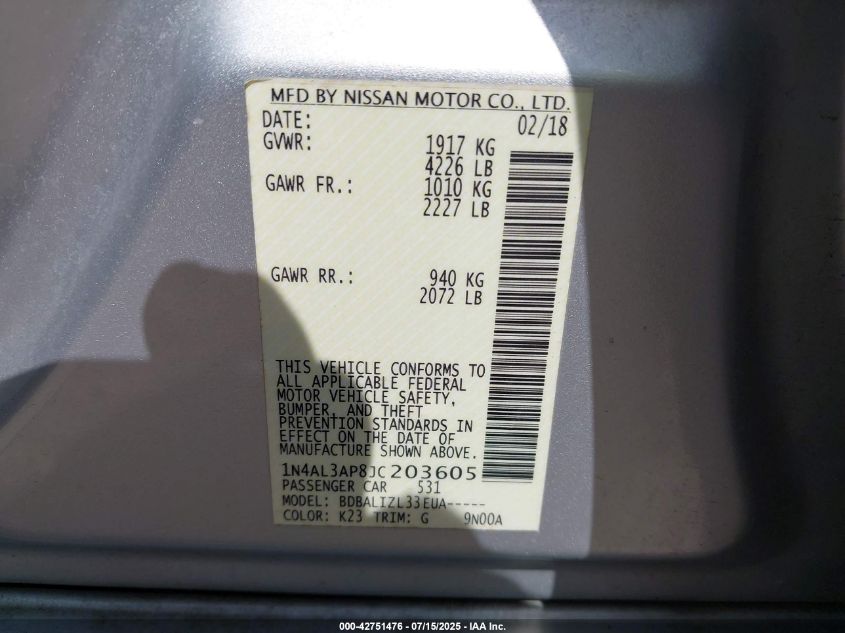 MFD BY NISSAN MOTOR CO., LTD.
DATE: 02/18
GVWR: 1917 KG
4226 LB
GAWR FR.: 1010 KG
2227 LB
GAWR RR.: 940 KG
2072 LB
THIS VEHICLE CONFORMS TO
ALL APPLICABLE FEDERAL
MOTOR VEHICLE SAFETY,
BUMPER, AND THEFT
PREVENTION STANDARDS IN
EFFECT ON THE DATE OF
MANUFACTURE SHOWN ABOVE.
1N4AL3AP8JC203605
PASSENGER CAR 531
MODEL: BDBALIZL33EUA-----
COLOR: K23 TRIM: G 9N00A
000-42751476 - 07/15/2025 - IAA Inc.